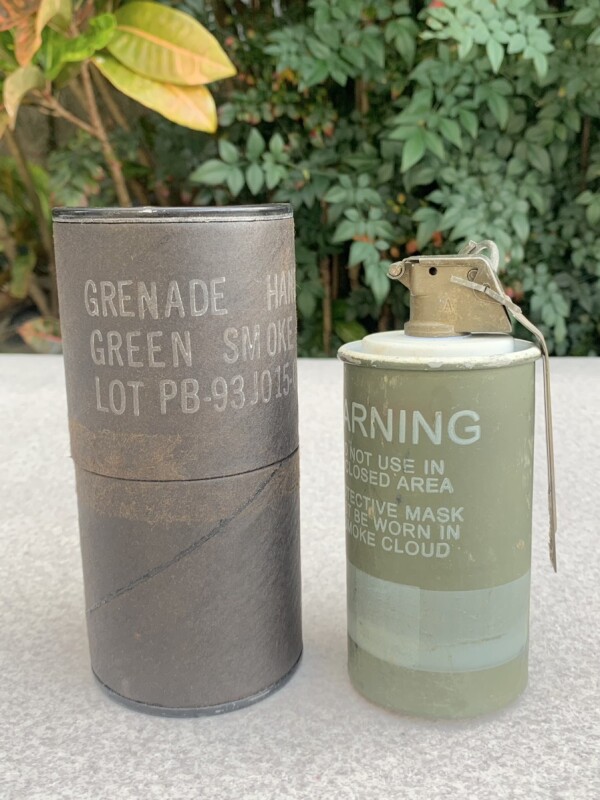 GRENADE HAN
GREEN SMOKE
LOT PB-93J015-
ARNING
NOT USE IN
CLOSED AREA
TECTIVE MASK
BE WORN IN
MOKE CLOUD